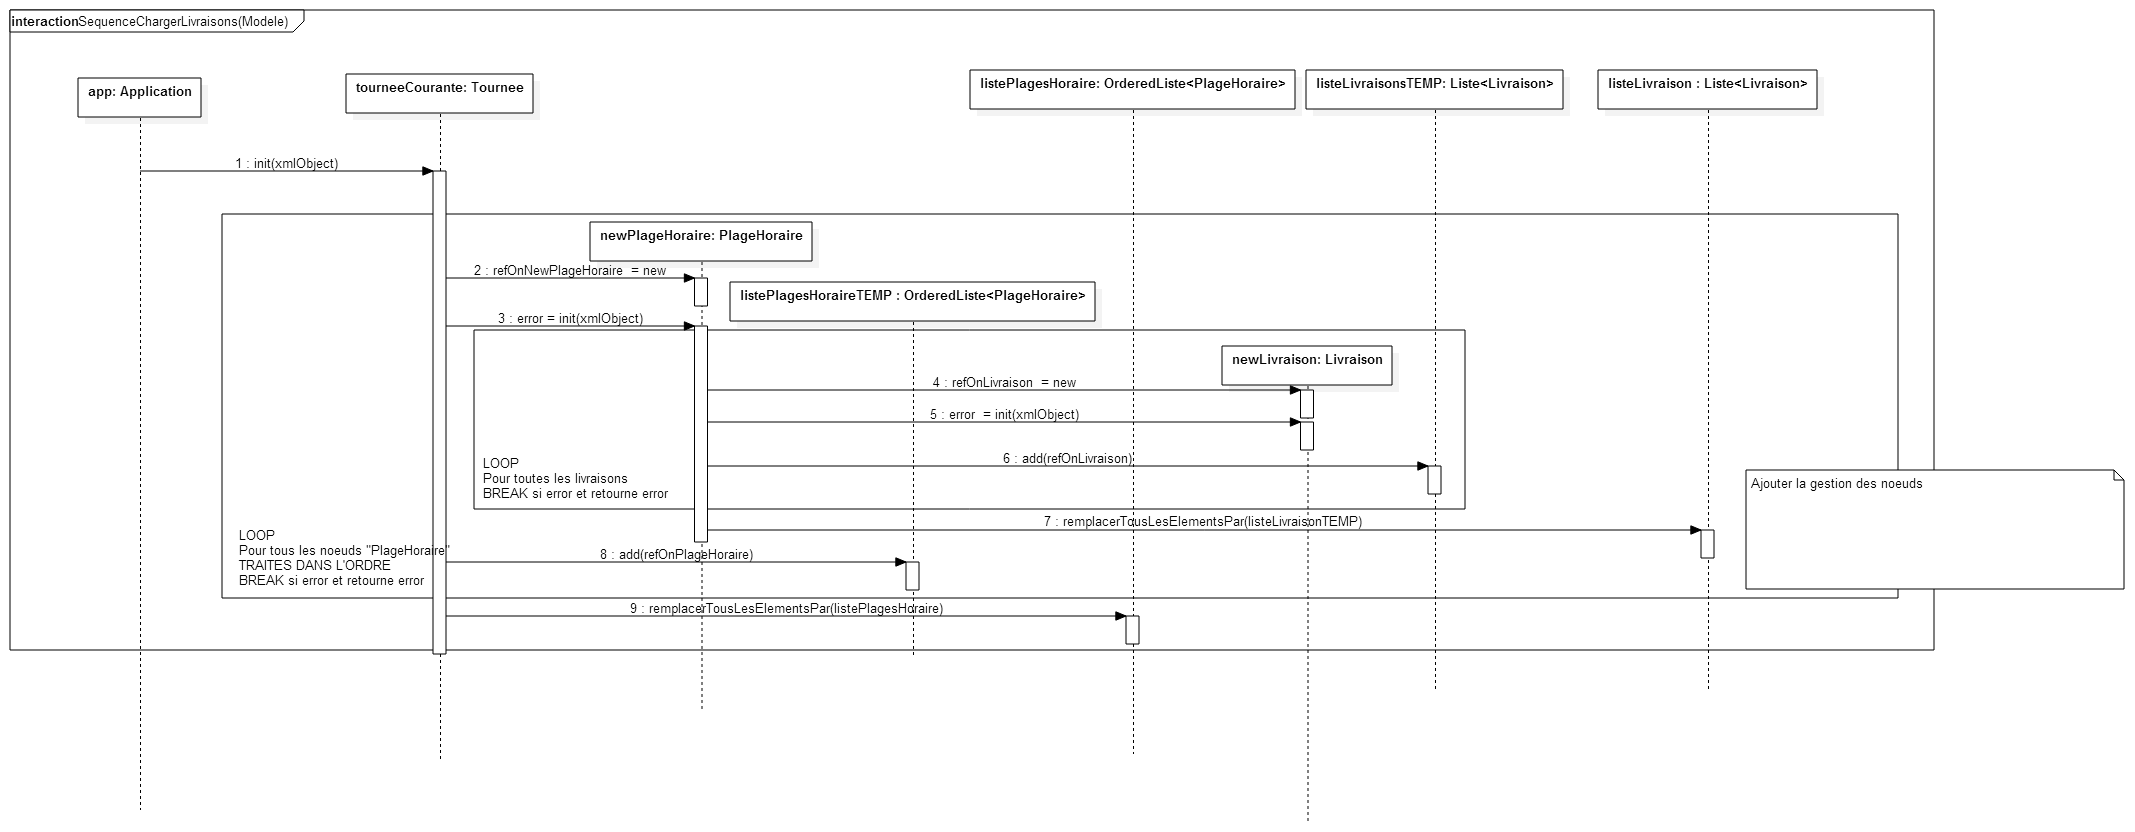 interactionSequenceChargerLivraisons(Modele)
app: Application
tourneeCourante: Tournee
listePlagesHoraire: OrderedListe<PlageHoraire>
listeLivraisonsTEMP: Liste<Livraison>
listeLivraison : Liste<Livraison>
1 : init(xmlObject)
newPlageHoraire: PlageHoraire
2 : refOnNewPlageHoraire = new
listePlagesHoraireTEMP : OrderedListe<PlageHoraire>
3 : error = init(xmlObject)
newLivraison: Livraison
4 : refOnLivraison = new
5 : error = init(xmlObject)
6 : add(refOnLivraison)
LOOP
Pour toutes les livraisons
BREAK si error et retourne error
Ajouter la gestion des noeuds
7 : remplacerTousLesElementsPar(listeLivraisonTEMP)
LOOP
Pour tous les noeuds "PlageHoraire"
TRAITES DANS L'ORDRE
BREAK si error et retourne error
8 : add(refOnPlageHoraire)
9 : remplacerTousLesElementsPar(listePlagesHoraire)